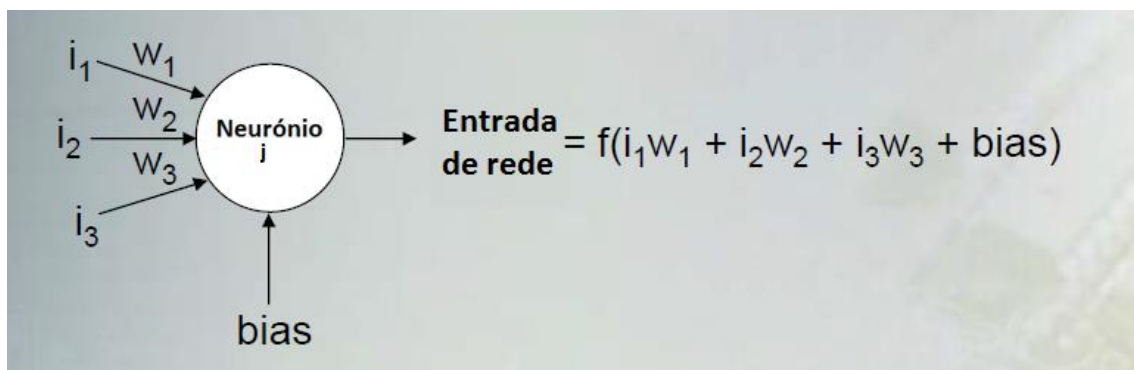 i₁ w₁
i₂ w₂
i₃ w₃
Neurónio
j
bias
Entrada
de rede = f(i₁w₁ + i₂w₂ + i₃w₃ + bias)